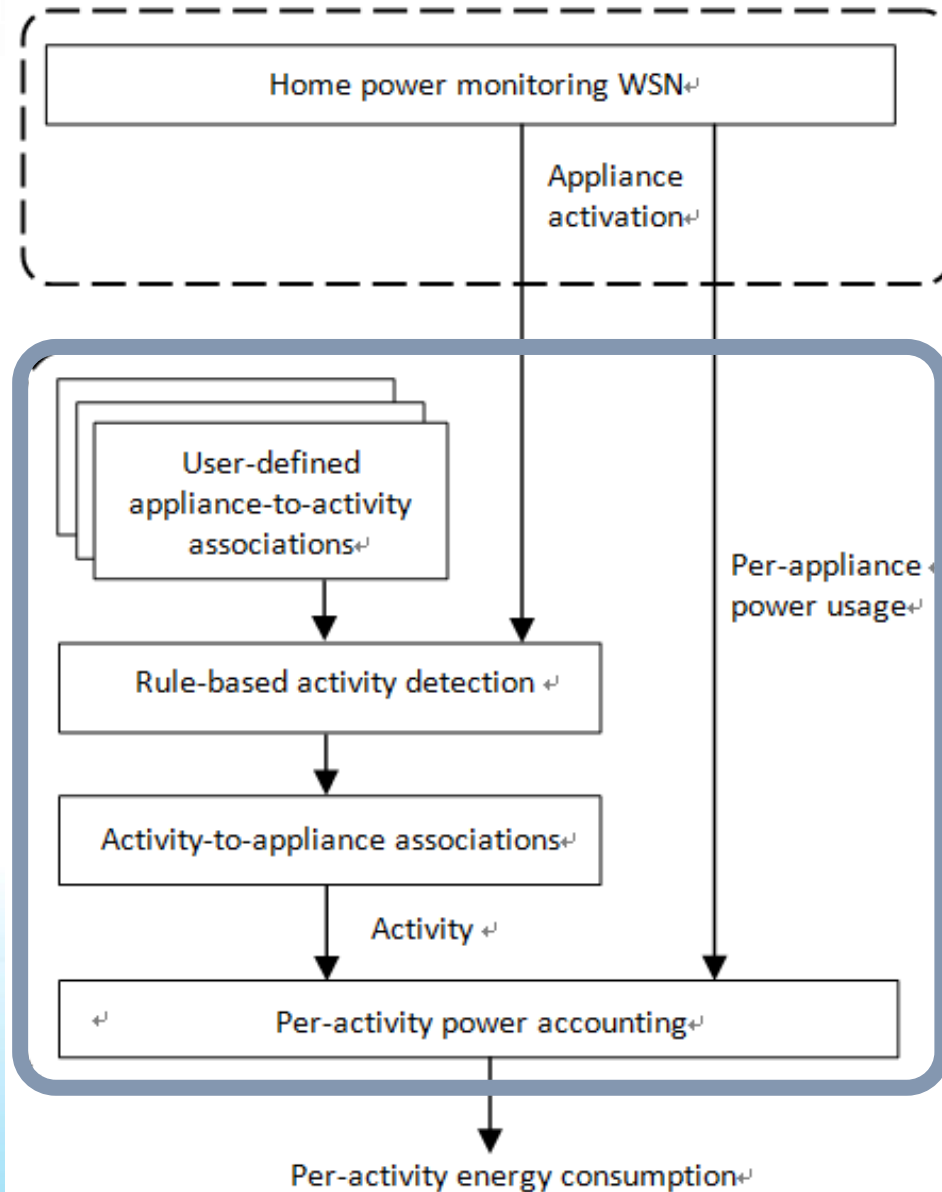 Home power monitoring WSN↵
Appliance
activation↵
User-defined
appliance-to-activity
associations↵
Per-appliance ↵
power usage↵
Rule-based activity detection ↵
Activity-to-appliance associations↵
Activity ↵
↵ Per-activity power accounting↵
Per-activity energy consumption↵